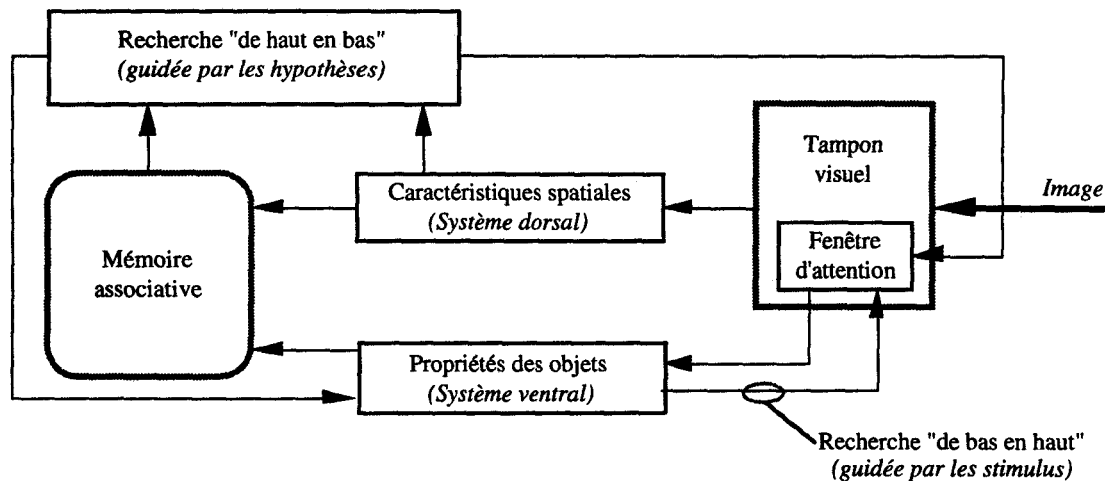 Recherche "de haut en bas"
(guidée par les hypothèses)
Tampon
visuel
Image
Caractéristiques spatiales
(Système dorsal)
Fenêtre
d'attention
Mémoire
associative
Propriétés des objets
(Système ventral)
Recherche "de bas en haut"
(guidée par les stimulus)